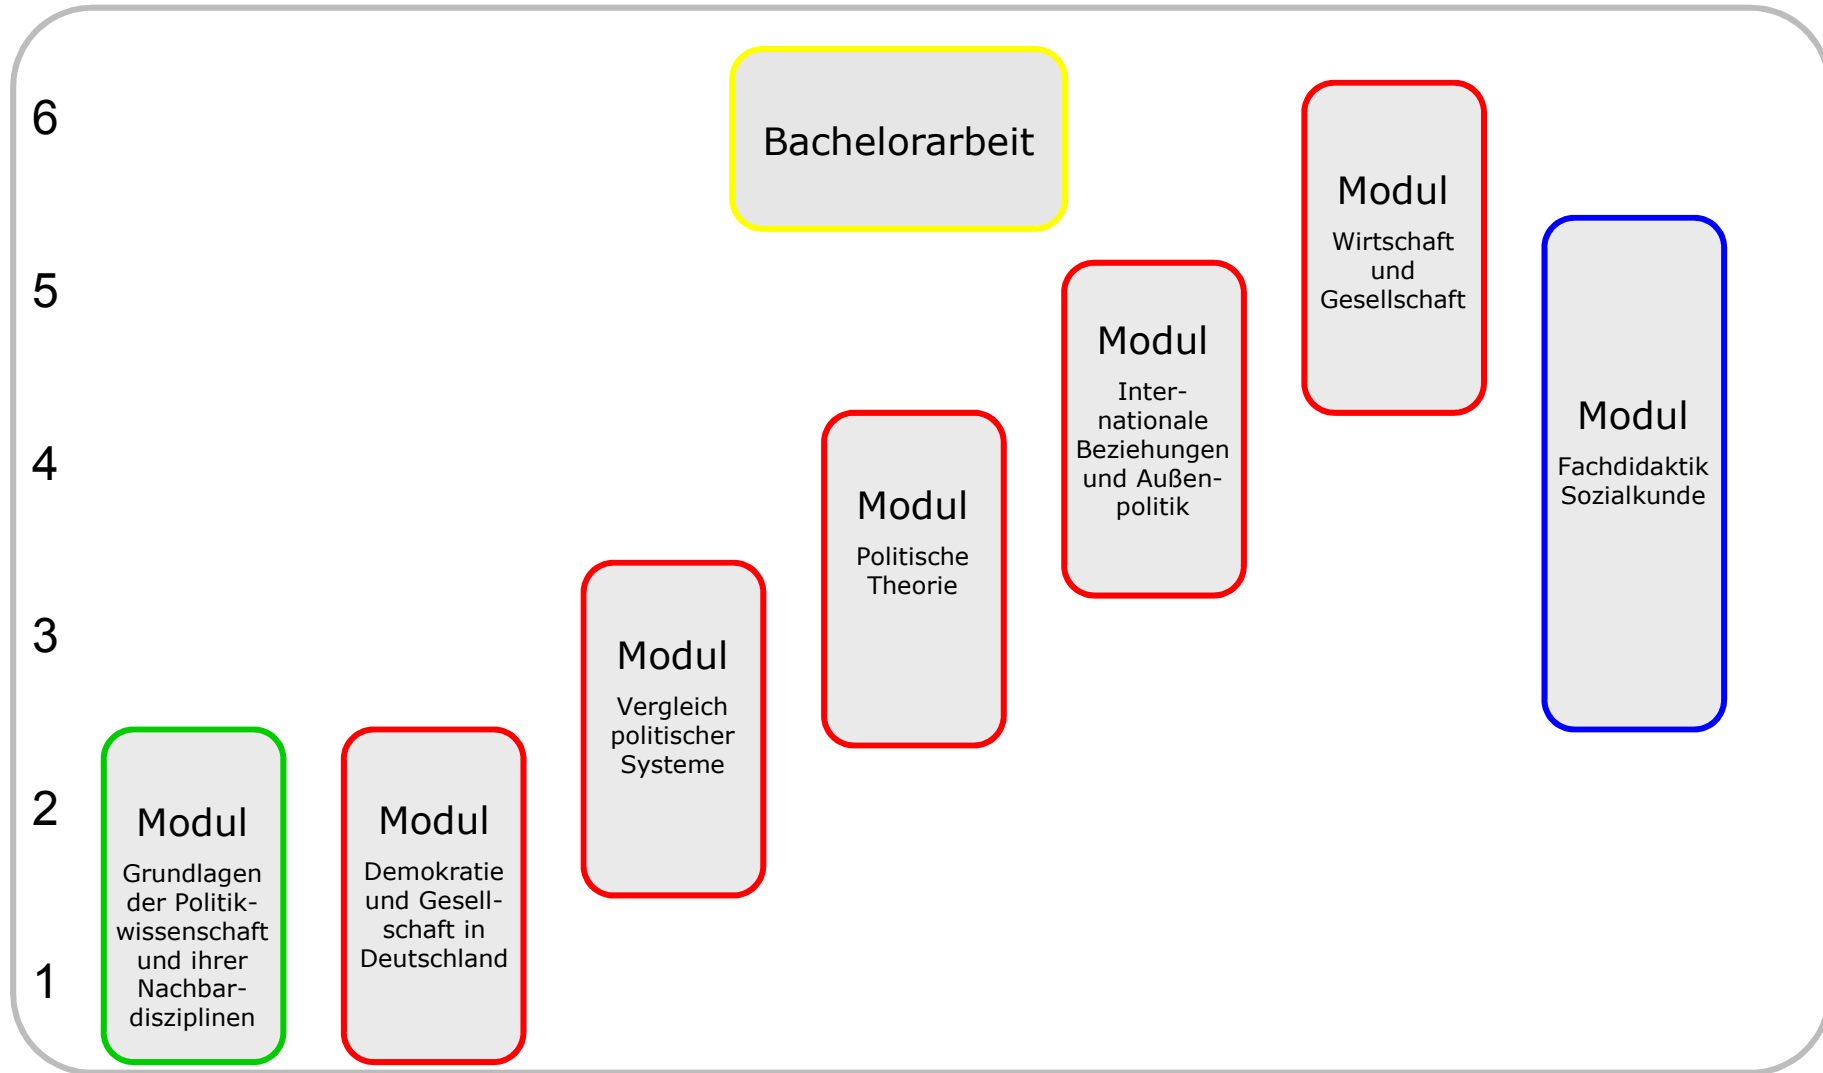 6
Bachelorarbeit
Modul
Wirtschaft
und
Gesellschaft
5
Modul
Inter-
nationale
Beziehungen
und Außen-
politik
Modul
Fachdidaktik
Sozialkunde
4
Modul
Politische
Theorie
3
Modul
Vergleich
politischer
Systeme
2
Modul
Grundlagen
der Politik-
wissenschaft
und ihrer
Nachbar-
disziplinen
Modul
Demokratie
und Gesell-
schaft in
Deutschland
1